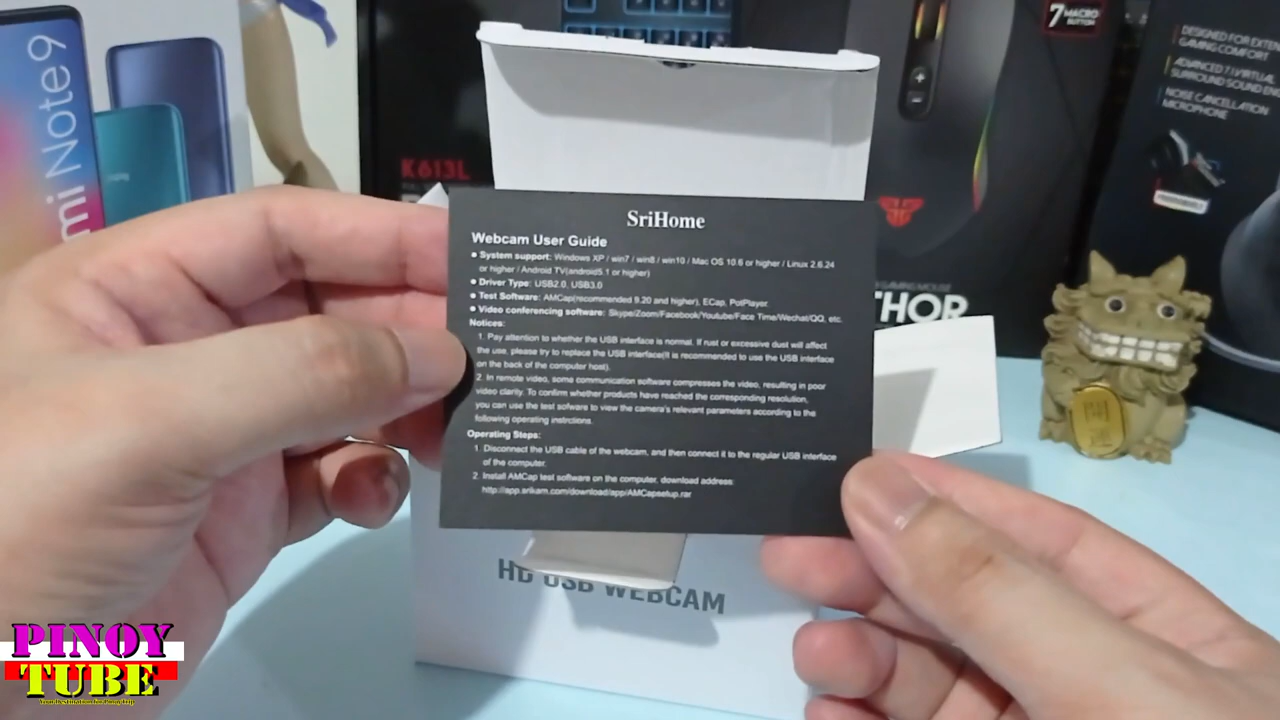 mi Note 9
K613L
7 MACRO
BUTTON
DESIGNED FOR EXTEN
GAMING COMFORT
ADVANCED 7.1 VIRTUAL
SURROUND SOUND ENG
NOISE CANCELLATION
MICROPHONE
GAMING MOUSE
THOR
SriHome
Webcam User Guide
● System support: Windows XP / win7 / win8 / win10 / Mac OS 10.6 or higher / Linux 2.6.24
or higher / Android TV(android5.1 or higher)
● Driver Type: USB2.0, USB3.0
● Test Software: AMCap(recommended 9.20 and higher), ECap, PotPlayer.
● Video conferencing software: Skype/Zoom/Facebook/Youtube/Face Time/Wechat/QQ, etc.
Notices:
1. Pay attention to whether the USB interface is normal. If rust or excessive dust will affect
the use, please try to replace the USB interface(It is recommended to use the USB interface
on the back of the computer host).
2. In remote video, some communication software compresses the video, resulting in poor
video clarity. To confirm whether products have reached the corresponding resolution,
you can use the test sofware to view the camera's relevant parameters according to the
following operating instrctions.
Operating Steps:
1. Disconnect the USB cable of the webcam, and then connect it to the regular USB interface
of the computer.
2. Install AMCap test software on the computer, download address:
http://app.srikam.com/download/app/AMCapsetup.rar
HD USB WEBCAM
PINOY
TUBE